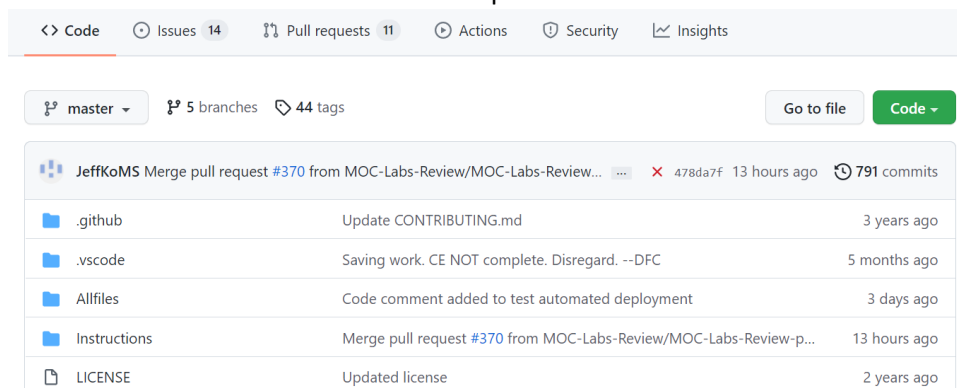 <> Code Issues 14 Pull requests 11 Actions Security Insights
master 5 branches 44 tags Go to file Code
JeffKoMS Merge pull request #370 from MOC-Labs-Review/MOC-Labs-Review... ... 478da7f 13 hours ago 791 commits
.github Update CONTRIBUTING.md 3 years ago
.vscode Saving work. CE NOT complete. Disregard. --DFC 5 months ago
Allfiles Code comment added to test automated deployment 3 days ago
Instructions Merge pull request #370 from MOC-Labs-Review/MOC-Labs-Review-p... 13 hours ago
LICENSE Updated license 2 years ago